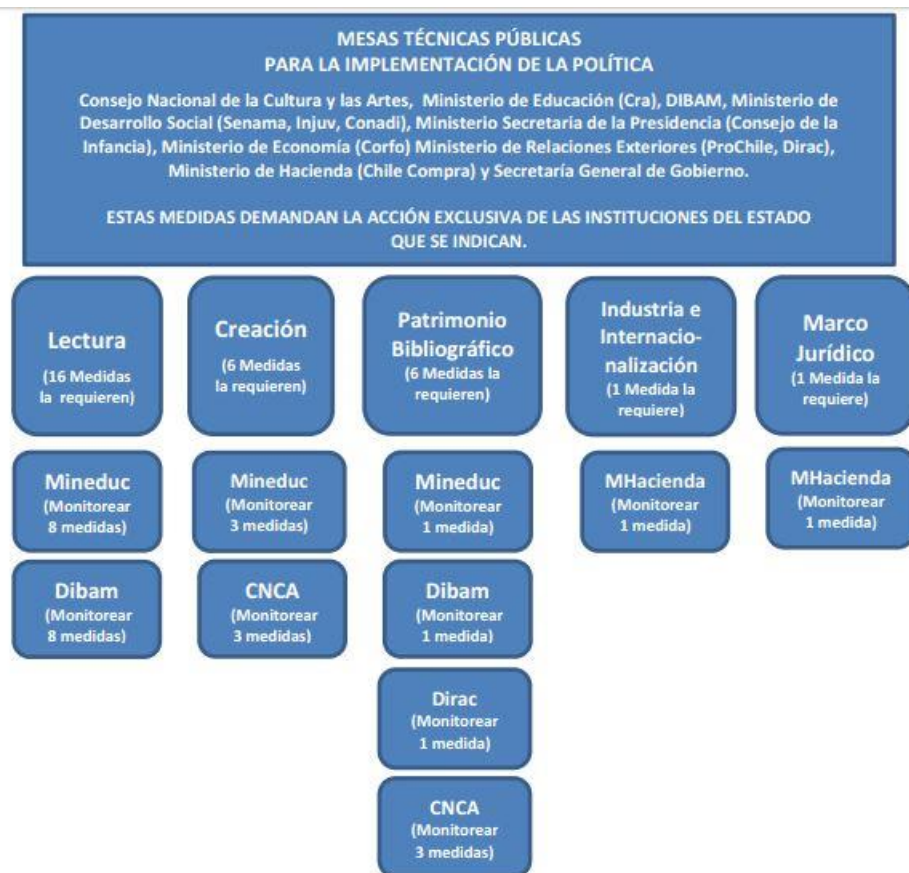 MESAS TÉCNICAS PÚBLICAS
PARA LA IMPLEMENTACIÓN DE LA POLÍTICA
Consejo Nacional de la Cultura y las Artes, Ministerio de Educación (Cra), DIBAM, Ministerio de
Desarrollo Social (Senama, Injuv, Conadi), Ministerio Secretaria de la Presidencia (Consejo de la
Infancia), Ministerio de Economía (Corfo) Ministerio de Relaciones Exteriores (ProChile, Dirac),
Ministerio de Hacienda (Chile Compra) y Secretaría General de Gobierno.
ESTAS MEDIDAS DEMANDAN LA ACCIÓN EXCLUSIVA DE LAS INSTITUCIONES DEL ESTADO
QUE SE INDICAN.
Lectura
(16 Medidas
la requieren)
Creación
(6 Medidas
la requieren)
Patrimonio
Bibliográfico
(6 Medidas la
requieren)
Industria e
Internacio-
nalización
(1 Medida la
requiere)
Marco
Jurídico
(1 Medida la
requiere)
Mineduc
(Monitorear
8 medidas)
Mineduc
(Monitorear
3 medidas)
Mineduc
(Monitorear
1 medida)
MHacienda
(Monitorear
1 medida)
MHacienda
(Monitorear
1 medida)
Dibam
(Monitorear
8 medidas)
CNCA
(Monitorear
3 medidas)
Dibam
(Monitorear
1 medida)
Dirac
(Monitorear
1 medida)
CNCA
(Monitorear
3 medidas)